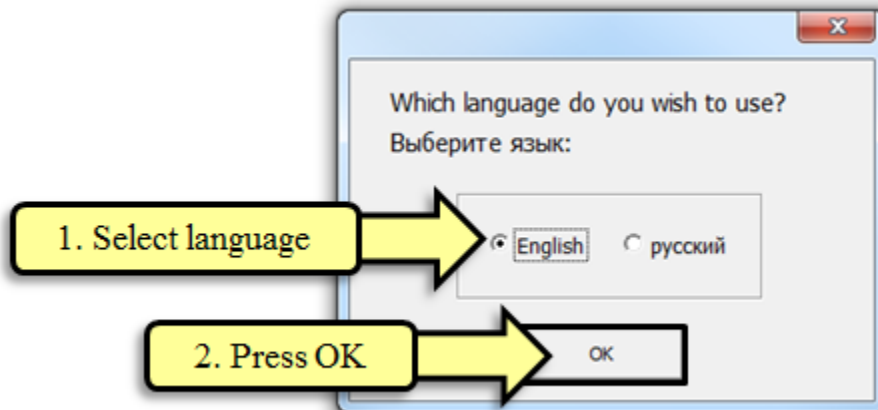 Which language do you wish to use?
Выберите язык:
1. Select language
English русский
2. Press OK
OK